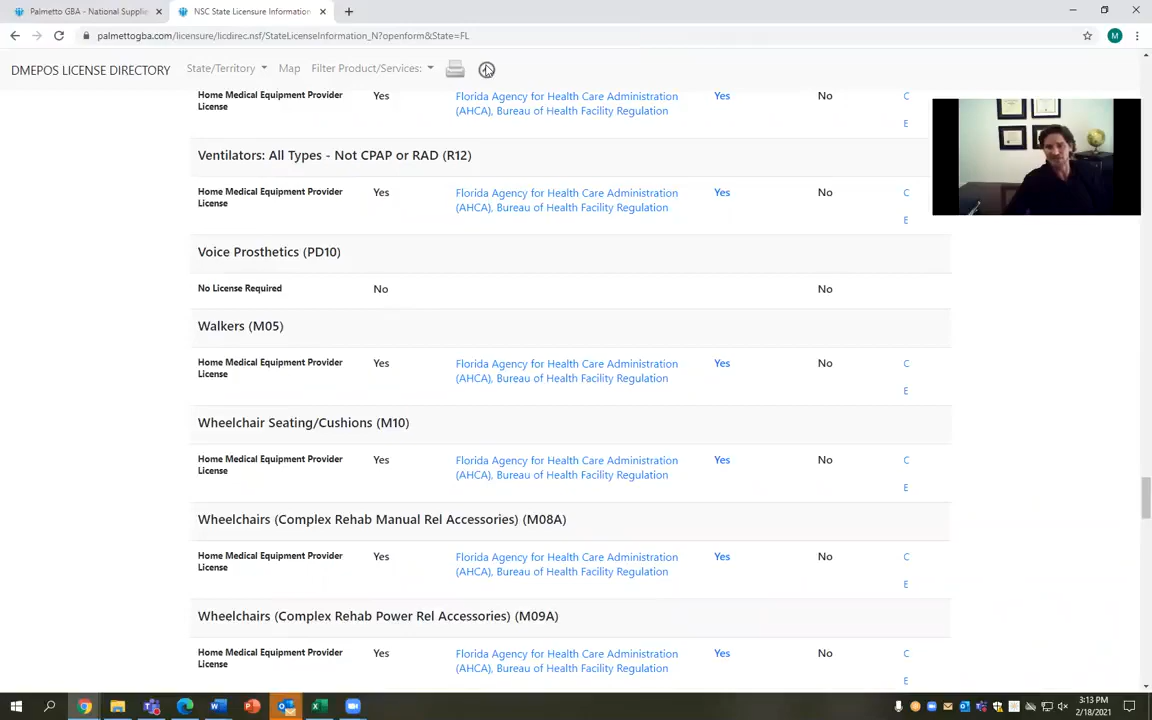 Palmetto GBA - National Supplie
NSC State Licensure Information
palmettogba.com/licensure/licdirec.nsf/StateLicenseInformation_N?openform&State=FL
M
DMEPOS LICENSE DIRECTORY State/Territory Map Filter Product/Services:
Home Medical Equipment Provider License Yes Florida Agency for Health Care Administration Yes No C
(AHCA), Bureau of Health Facility Regulation
E
Ventilators: All Types - Not CPAP or RAD (R12)
Home Medical Equipment Provider License Yes Florida Agency for Health Care Administration Yes No C
(AHCA), Bureau of Health Facility Regulation
E
Voice Prosthetics (PD10)
No License Required No No
Walkers (M05)
Home Medical Equipment Provider License Yes Florida Agency for Health Care Administration Yes No C
(AHCA), Bureau of Health Facility Regulation
E
Wheelchair Seating/Cushions (M10)
Home Medical Equipment Provider License Yes Florida Agency for Health Care Administration Yes No C
(AHCA), Bureau of Health Facility Regulation
E
Wheelchairs (Complex Rehab Manual Rel Accessories) (M08A)
Home Medical Equipment Provider License Yes Florida Agency for Health Care Administration Yes No C
(AHCA), Bureau of Health Facility Regulation
E
Wheelchairs (Complex Rehab Power Rel Accessories) (M09A)
Home Medical Equipment Provider License Yes Florida Agency for Health Care Administration Yes No C
(AHCA), Bureau of Health Facility Regulation
E
3:13 PM
2/18/2021